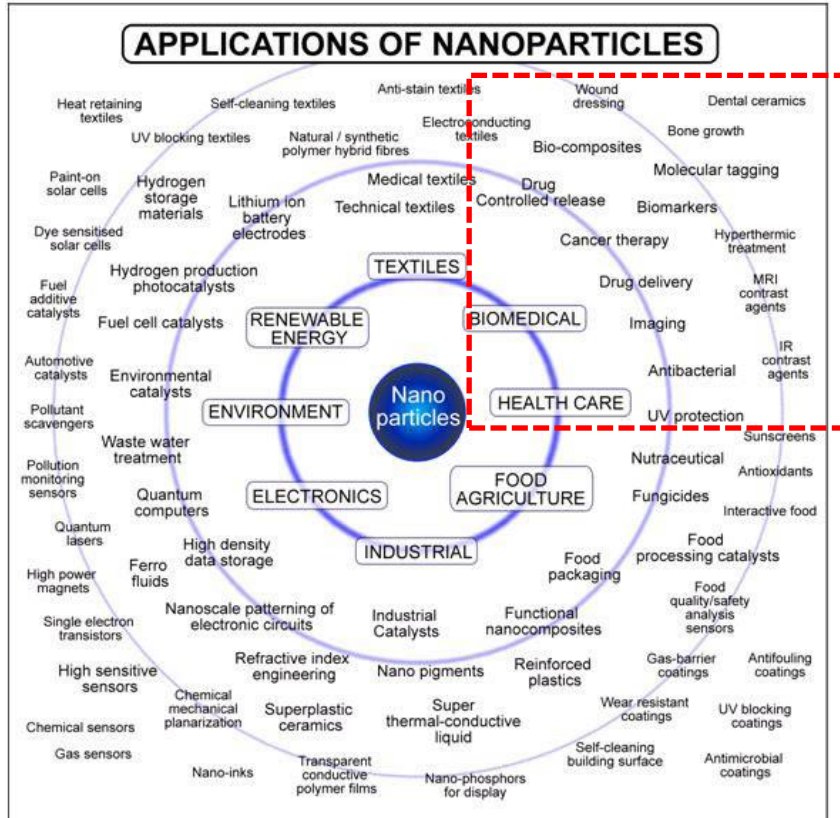 APPLICATIONS OF NANOPARTICLES
Anti-stain textiles
Wound
dressing
Dental ceramics
Heat retaining
textiles
Self-cleaning textiles
Electroconducting
textiles
Bone growth
UV blocking textiles
Natural / synthetic
polymer hybrid fibres
Bio-composites
Molecular tagging
Paint-on
solar cells
Hydrogen
storage
materials
Lithium ion
battery
electrodes
Medical textiles
Technical textiles
Drug
Controlled release
Biomarkers
Dye sensitised
solar cells
Cancer therapy
Hyperthermic
treatment
TEXTILES
Hydrogen production
photocatalysts
Drug delivery
MRI
contrast
agents
Fuel
additive
catalysts
Fuel cell catalysts
RENEWABLE
ENERGY
BIOMEDICAL
Imaging
IR
contrast
agents
Automotive
catalysts
Environmental
catalysts
Antibacterial
Nano
particles
ENVIRONMENT
HEALTH CARE
UV protection
Pollutant
scavengers
Sunscreens
Waste water
treatment
Nutraceutical
Antioxidants
Pollution
monitoring
sensors
Quantum
computers
ELECTRONICS
FOOD
AGRICULTURE
Fungicides
Interactive food
Quantum
lasers
High density
data storage
INDUSTRIAL
Food
processing catalysts
High power
magnets
Ferro
fluids
Food
packaging
Food
quality/safety
analysis
sensors
Single electron
transistors
Nanoscale patterning of
electronic circuits
Industrial
Catalysts
Functional
nanocomposites
High sensitive
sensors
Refractive index
engineering
Nano pigments
Reinforced
plastics
Gas-barrier
coatings
Antifouling
coatings
Chemical
mechanical
planarization
Superplastic
ceramics
Super
thermal-conductive
liquid
Wear resistant
coatings
UV blocking
coatings
Chemical sensors
Gas sensors
Self-cleaning
building surface
Antimicrobial
coatings
Nano-inks
Transparent
conductive
polymer films
Nano-phosphors
for display